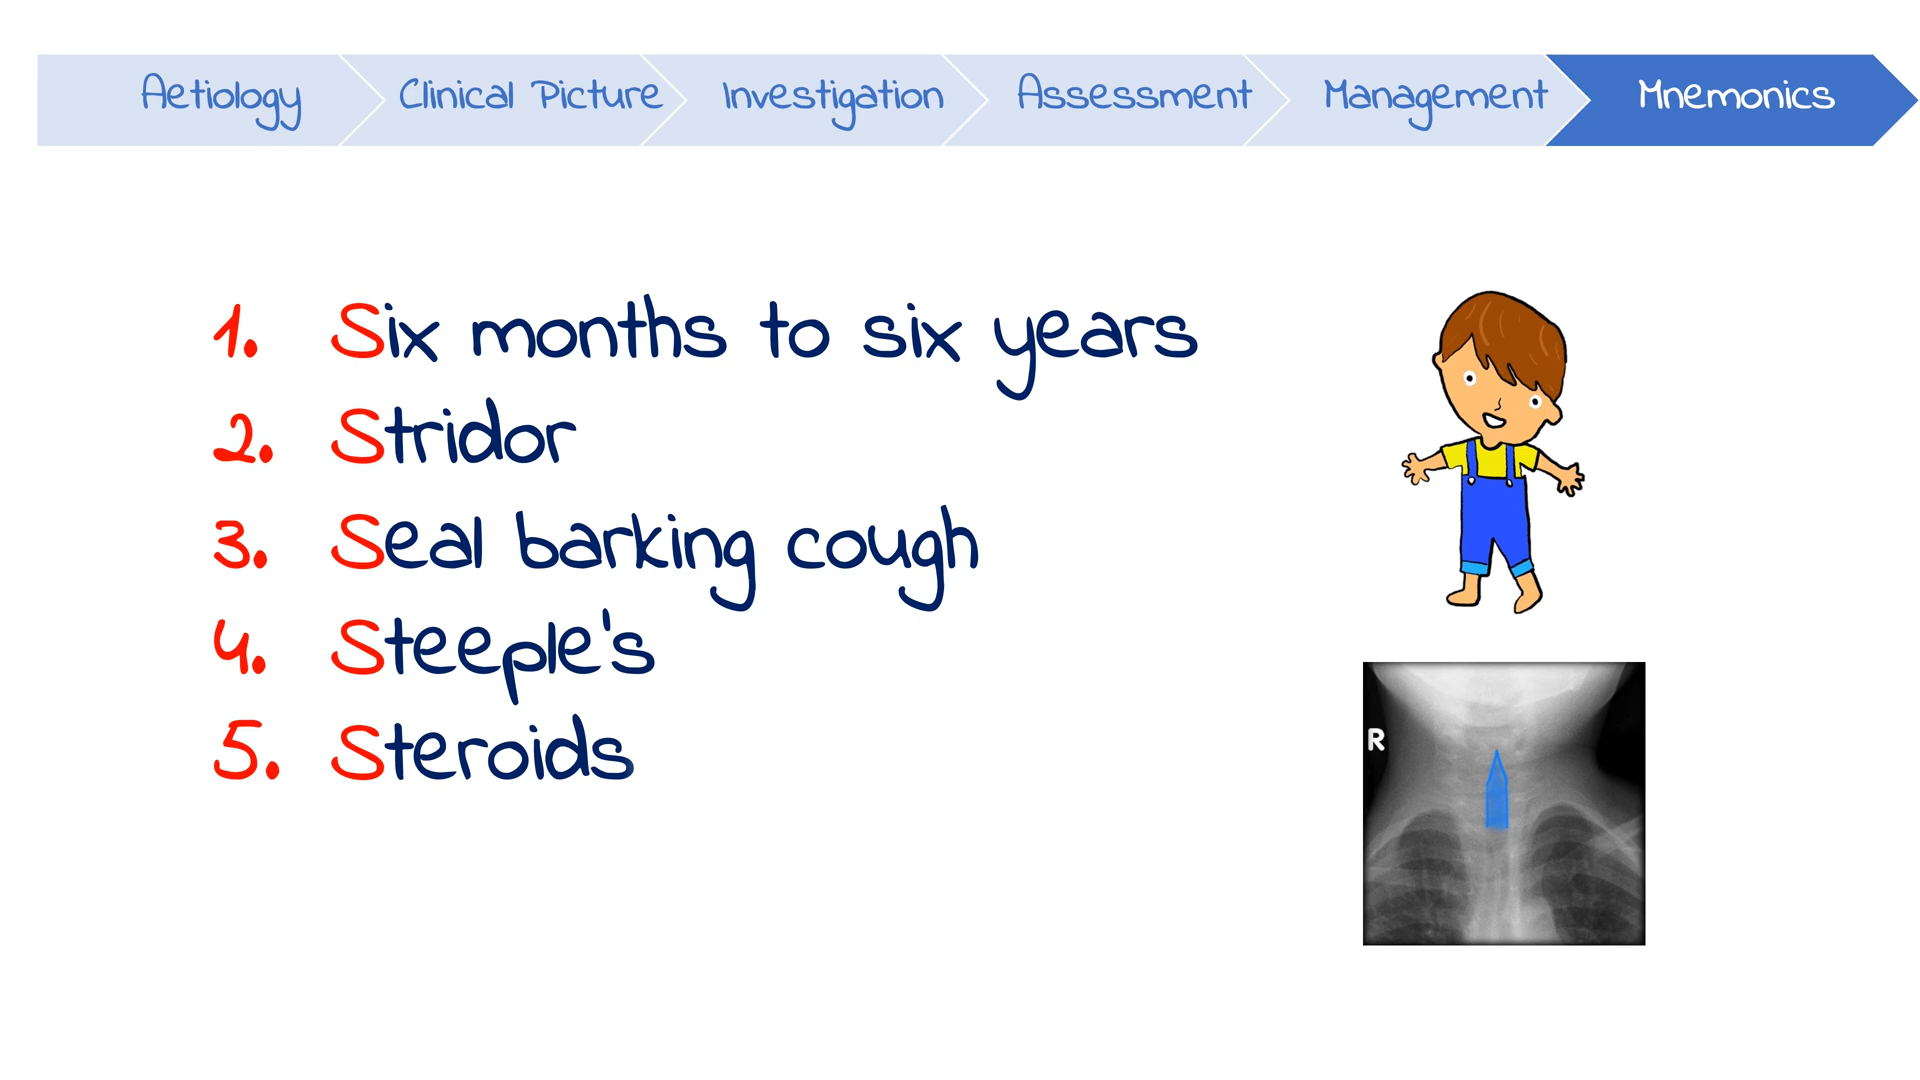 Aetiology
Clinical Picture
Investigation
Assessment
Management
Mnemonics
1. Six months to six years
2. Stridor
3. Seal barking cough
4. Steeple's
5. Steroids
R